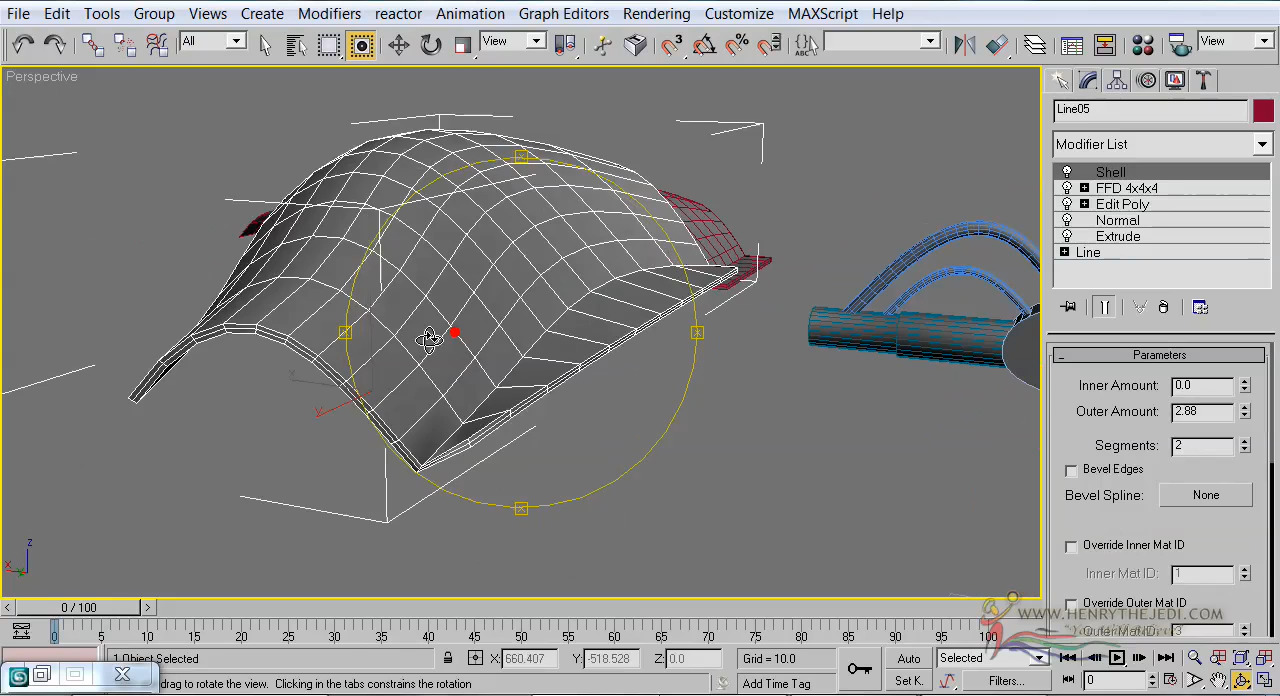 File Edit Tools Group Views Create Modifiers reactor Animation Graph Editors Rendering Customize MAXScript Help
All View 3 % ABC View
Perspective
Line05
Modifier List
Shell
FFD 4x4x4
Edit Poly
Normal
Extrude
Line
Parameters
Inner Amount: 0.0
Outer Amount: 2.88
Segments: 2
Bevel Edges
Bevel Spline: None
Override Inner Mat ID
Inner Mat ID: 1
Override Outer Mat ID
Outer Mat ID: 3
WWW.HENRYTHEJEDI.COM
x
y
z
x
0 / 100
0 5 10 15 20 25 30 35 40 45 50 55 60 65 70 75 80 85 90 95 100
1 Object Selected X: 660.407 Y: -518.528 Z: 0.0 Grid = 10.0 Auto Selected
drag to rotate the view. Clicking in the tabs constrains the rotation Add Time Tag Set K. Filters... 0